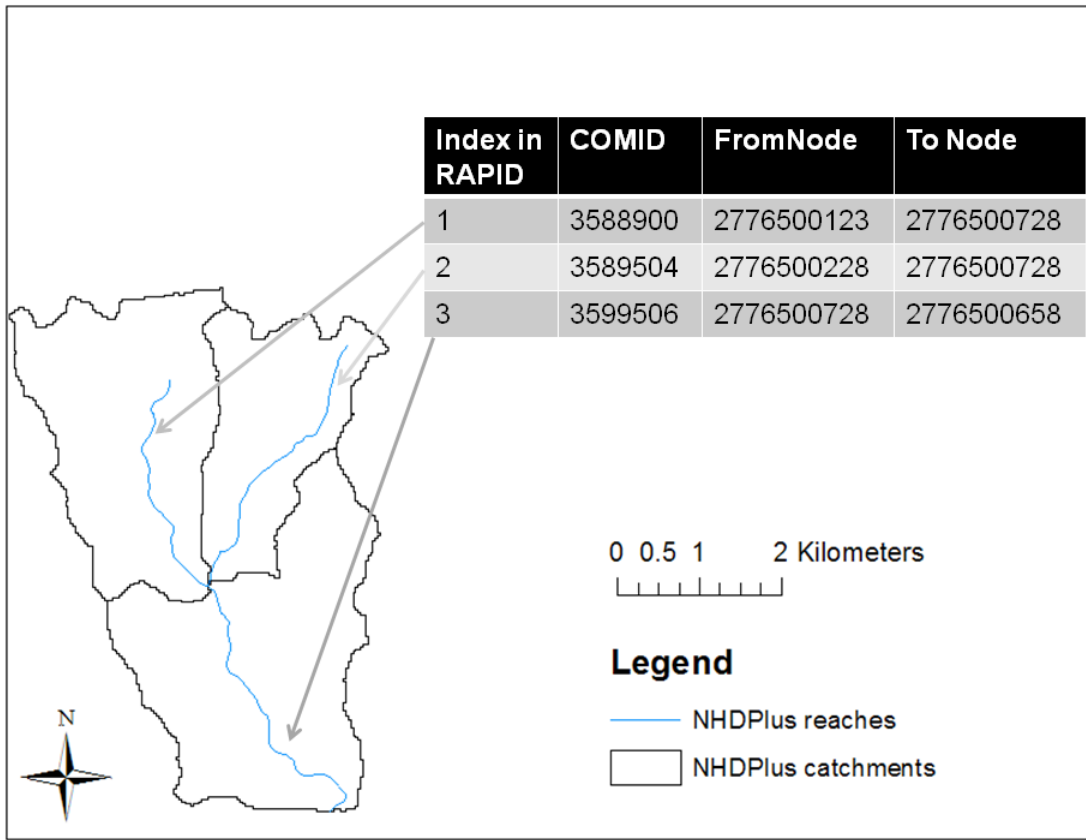 Index in RAPID COMID FromNode To Node
1 3588900 2776500123 2776500728
2 3589504 2776500228 2776500728
3 3599506 2776500728 2776500658
0 0.5 1 2 Kilometers
Legend
NHDPlus reaches
NHDPlus catchments
N